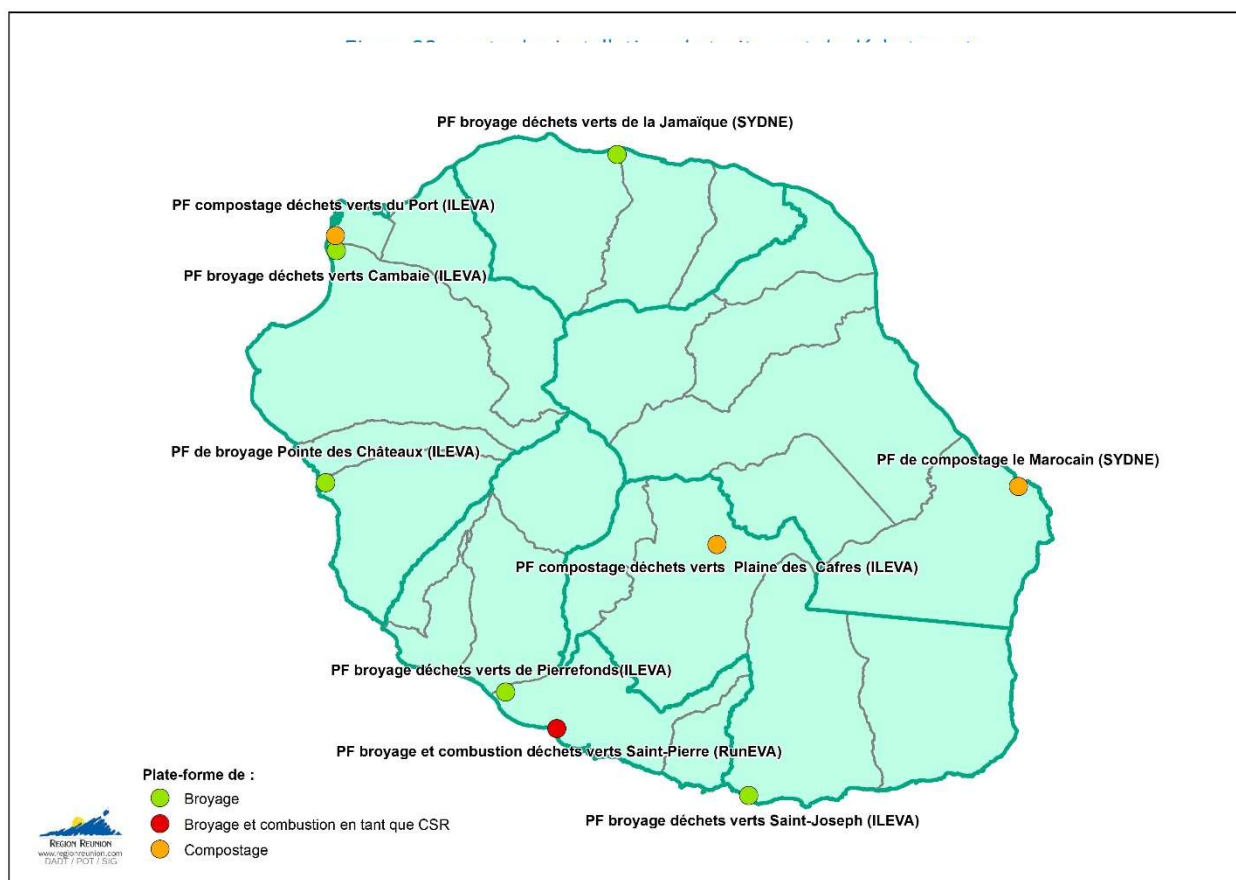 PF broyage déchets verts de la Jamaïque (SYDNE)
PF compostage déchets verts du Port (ILEVA)
PF broyage déchets verts Cambaie (ILEVA)
PF de broyage Pointe des Châteaux (ILEVA)
PF de compostage le Marocain (SYDNE)
PF compostage déchets verts Plaine des Cafres (ILEVA)
PF broyage déchets verts de Pierrefonds(ILEVA)
PF broyage et combustion déchets verts Saint-Pierre (RunEVA)
PF broyage déchets verts Saint-Joseph (ILEVA)
Plate-forme de :
Broyage
Broyage et combustion en tant que CSR
Compostage
REGION REUNION
www.regionreunion.com
DADT / POT / SIG